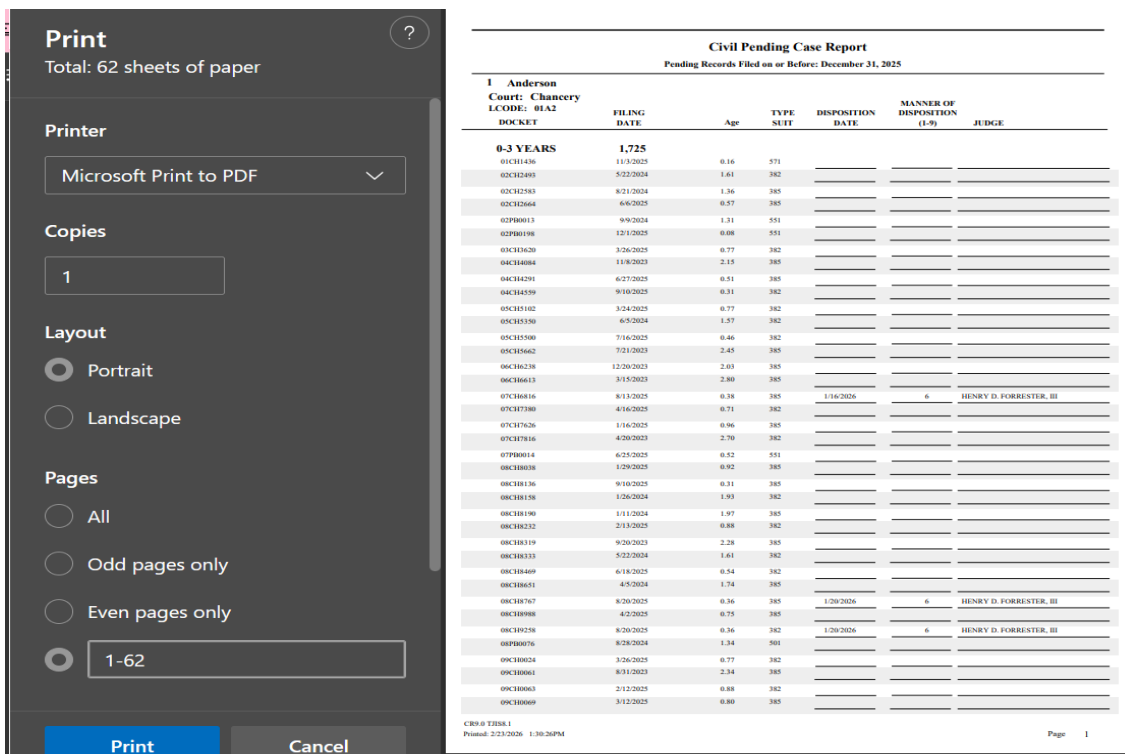 Print
?
Total: 62 sheets of paper
Printer
Microsoft Print to PDF
Copies
1
Layout
Portrait
Landscape
Pages
All
Odd pages only
Even pages only
1-62
Print Cancel
Civil Pending Case Report
Pending Records Filed on or Before: December 31, 2025
1 Anderson
Court: Chancery
LCODE: 01A2
DOCKET FILING DATE Age TYPE SUIT DISPOSITION DATE MANNER OF DISPOSITION (1-9) JUDGE
0-3 YEARS 1,725
01CH1436 11/3/2025 0.16 571
02CH2493 5/22/2024 1.61 382
02CH2583 8/21/2024 1.36 385
02CH2664 6/6/2025 0.57 385
02PB0013 9/9/2024 1.31 551
02PB0198 12/1/2025 0.08 551
03CH3620 3/26/2025 0.77 382
04CH4084 11/8/2023 2.15 385
04CH4291 6/27/2025 0.51 385
04CH4559 9/10/2025 0.31 382
05CH5102 3/24/2025 0.77 382
05CH5350 6/5/2024 1.57 382
05CH5500 7/16/2025 0.46 382
05CH5662 7/21/2023 2.45 385
06CH6238 12/20/2023 2.03 385
06CH6613 3/15/2023 2.80 385
07CH6816 8/13/2025 0.38 385 1/16/2026 6 HENRY D. FORRESTER, III
07CH7380 4/16/2025 0.71 382
07CH7626 1/16/2025 0.96 385
07CH7816 4/20/2023 2.70 382
07PB0014 6/25/2025 0.52 551
08CH8038 1/29/2025 0.92 385
08CH8136 9/10/2025 0.31 385
08CH8158 1/26/2024 1.93 382
08CH8190 1/11/2024 1.97 385
08CH8232 2/13/2025 0.88 382
08CH8319 9/20/2023 2.28 385
08CH8333 5/22/2024 1.61 382
08CH8469 6/18/2025 0.54 382
08CH8651 4/5/2024 1.74 385
08CH8767 8/20/2025 0.36 385 1/20/2026 6 HENRY D. FORRESTER, III
08CH8988 4/2/2025 0.75 385
08CH9258 8/20/2025 0.36 382 1/20/2026 6 HENRY D. FORRESTER, III
08PB0076 8/28/2024 1.34 501
09CH0024 3/26/2025 0.77 382
09CH0061 8/31/2023 2.34 385
09CH0063 2/12/2025 0.88 382
09CH0069 3/12/2025 0.80 385
CR9.0 TJIS8.1
Printed: 2/23/2026 1:30:26PM Page 1